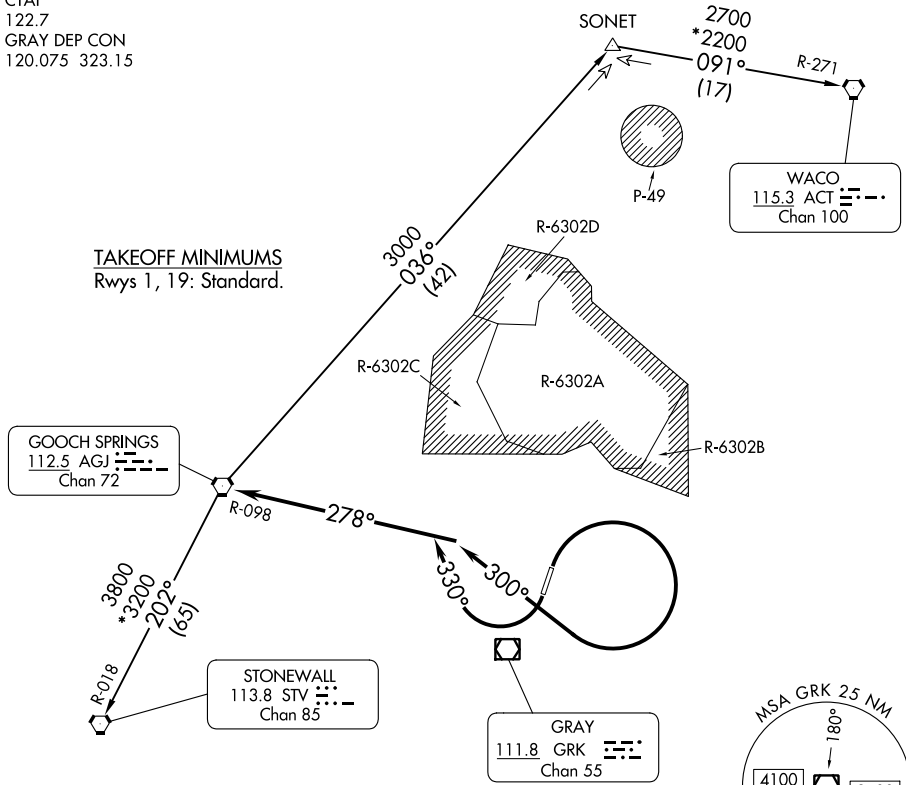 122.7
GRAY DEP CON
120.075 323.15
SONET
2700
*2200
091°
(17)
R-271
WACO
115.3 ACT
Chan 100
P-49
TAKEOFF MINIMUMS
Rwys 1, 19: Standard.
3000
036°
(42)
R-6302D
R-6302C
R-6302A
R-6302B
GOOCH SPRINGS
112.5 AGJ
Chan 72
R-098
278°
330°
300°
3800
*3200
202°
(65)
R-018
STONEWALL
113.8 STV
Chan 85
GRAY
111.8 GRK
Chan 55
MSA GRK 25 NM
180°
4100